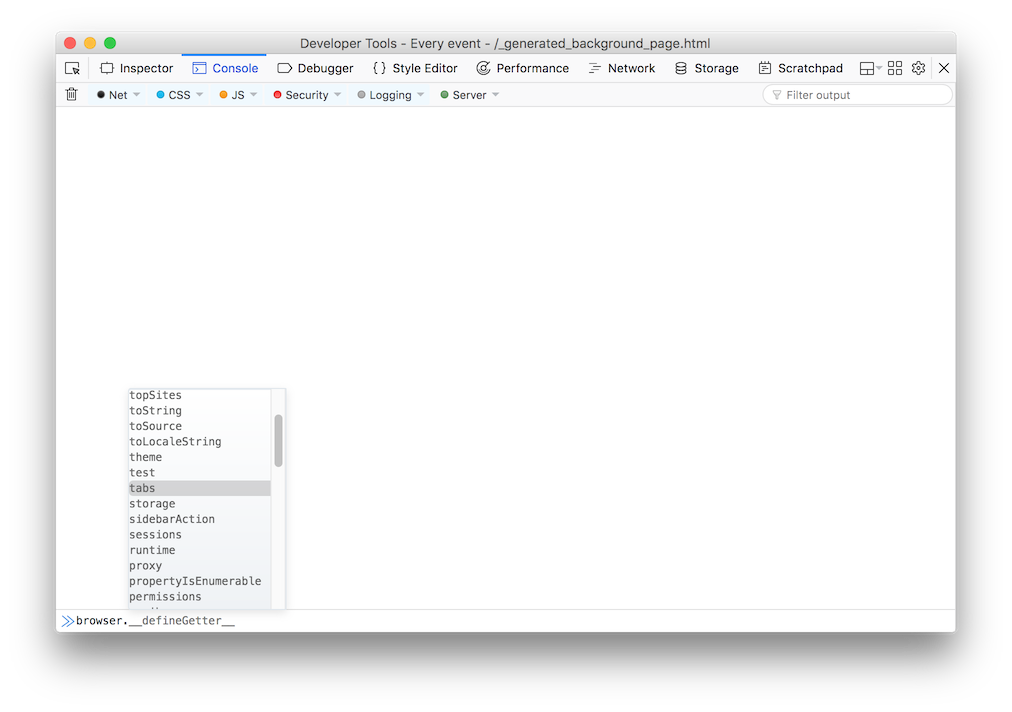 Developer Tools - Every event - /_generated_background_page.html
Inspector Console Debugger Style Editor Performance Network Storage Scratchpad
Net CSS JS Security Logging Server Filter output
topSites
toString
toSource
toLocaleString
theme
test
tabs
storage
sidebarAction
sessions
runtime
proxy
propertyIsEnumerable
permissions
browser.__defineGetter__